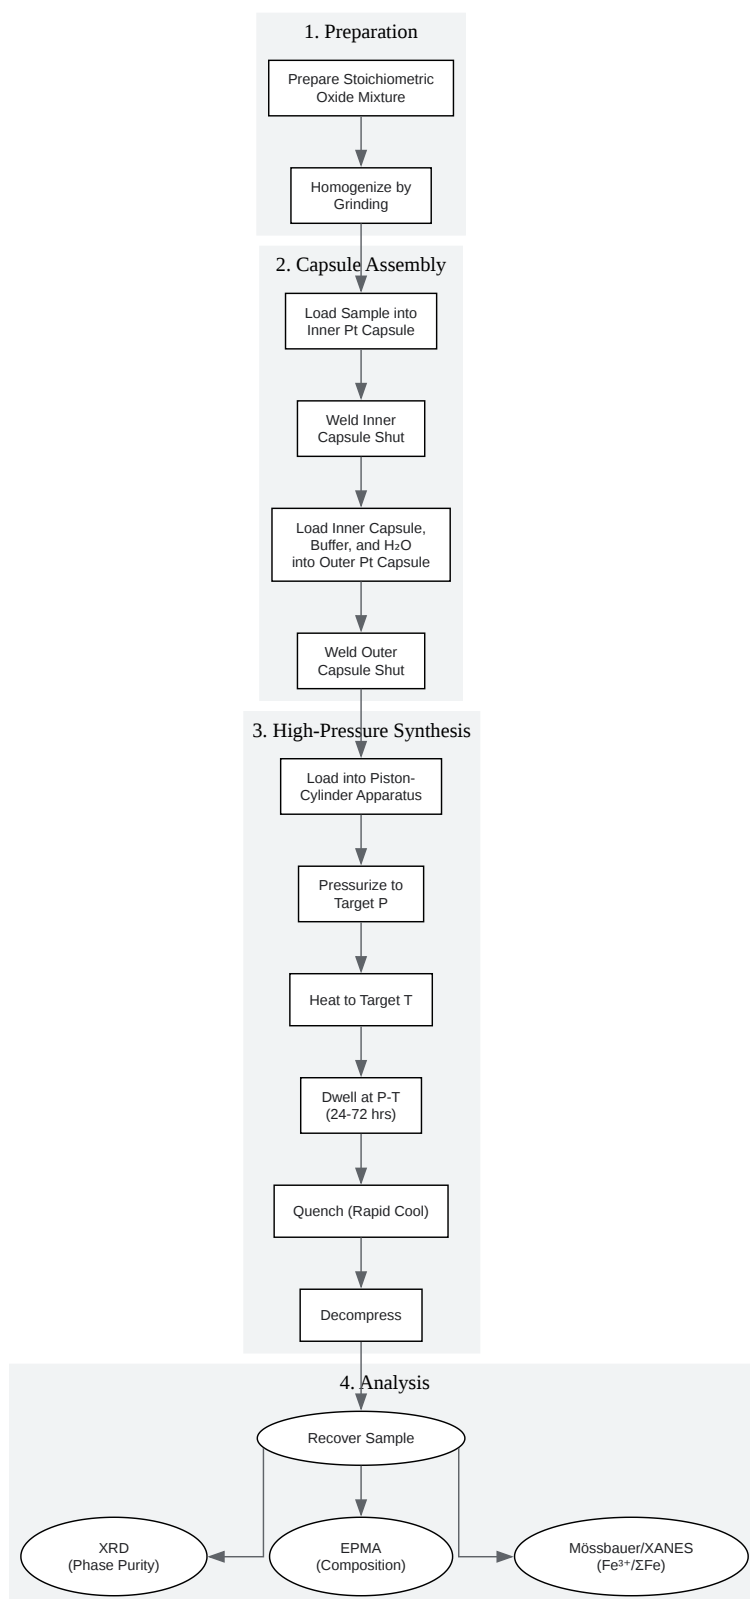 1. Preparation
Prepare Stoichiometric
Oxide Mixture
Homogenize by
Grinding
2. Capsule Assembly
Load Sample into
Inner Pt Capsule
Weld Inner
Capsule Shut
Load Inner Capsule,
Buffer, and H₂O
into Outer Pt Capsule
Weld Outer
Capsule Shut
3. High-Pressure Synthesis
Load into Piston-
Cylinder Apparatus
Pressurize to
Target P
Heat to Target T
Dwell at P-T
(24-72 hrs)
Quench (Rapid Cool)
Decompress
4. Analysis
Recover Sample
XRD
(Phase Purity)
EPMA
(Composition)
Mössbauer/XANES
(Fe³⁺/ΣFe)